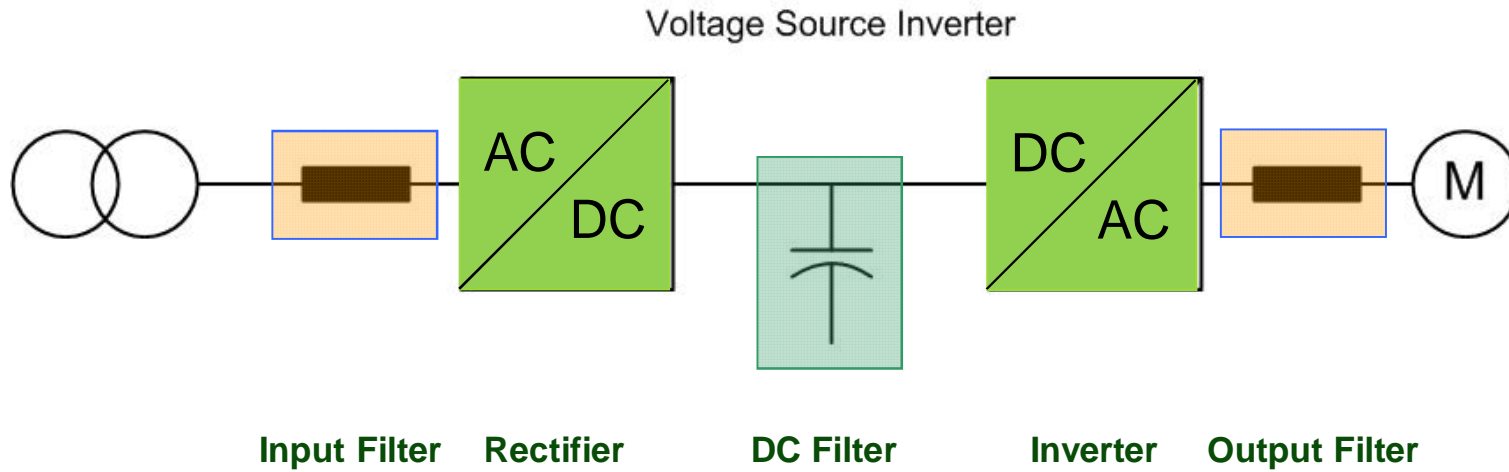 Voltage Source Inverter
AC
DC
DC
AC
M
Input Filter
Rectifier
DC Filter
Inverter
Output Filter